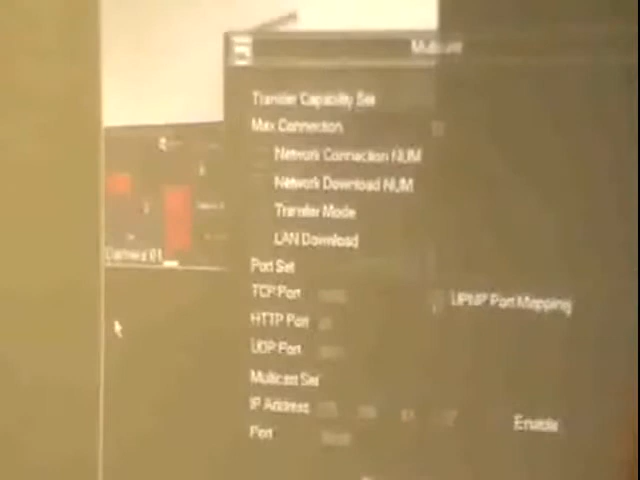 Transfer Capability Set
Max Connection
Network Connection NUM
Network Download NUM
Transfer Mode
LAN Download
Port Set
TCP Port
UPNP Port Mapping
HTTP Port
UDP Port
Multicast Set
IP Address
Enable
Port